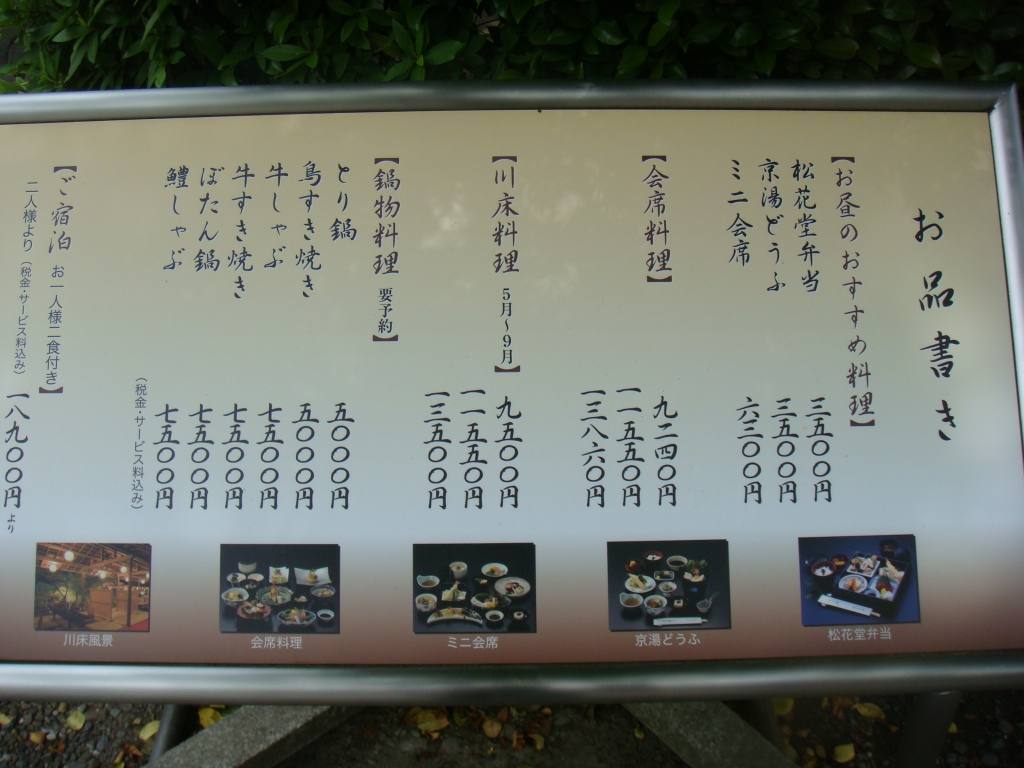 お品書き
【お昼のおすすめ料理】
松花堂弁当 三五〇〇円
京湯どうふ 三五〇〇円
ミニ会席 六三〇〇円
【会席料理】
九二四〇円
一一五五〇円
一三八六〇円
【川床料理 5月〜9月】
九五〇〇円
一一五五〇円
一三五〇〇円
【鍋物料理 要予約】
とり鍋 五〇〇〇円
鳥すき焼き 五〇〇〇円
牛しゃぶ 七五〇〇円
牛すき焼き 七五〇〇円
ぼたん鍋 七五〇〇円
鱧しゃぶ 七五〇〇円
（税金・サービス料込み）
【ご宿泊 お一人様二食付き】
二人様より（税金・サービス料込み） 一八九〇〇円より
松花堂弁当
京湯どうふ
ミニ会席
会席料理
川床風景